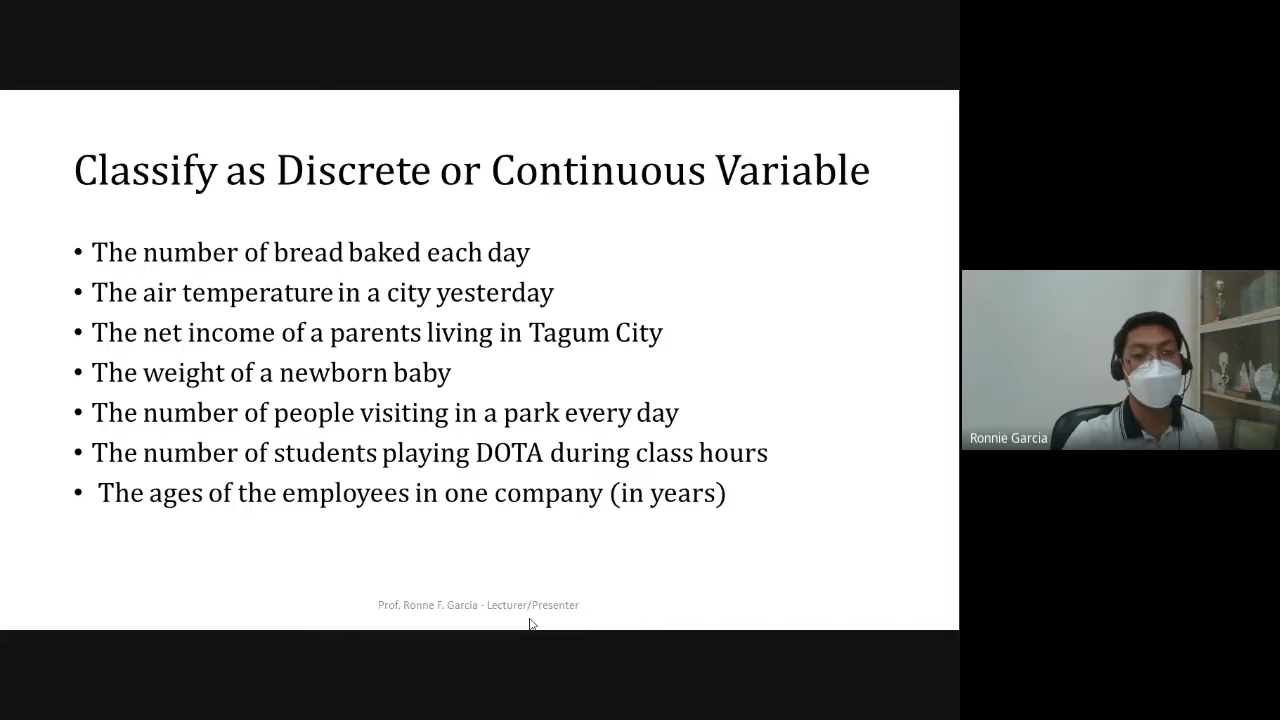 Classify as Discrete or Continuous Variable
• The number of bread baked each day
• The air temperature in a city yesterday
• The net income of a parents living in Tagum City
• The weight of a newborn baby
• The number of people visiting in a park every day
• The number of students playing DOTA during class hours
• The ages of the employees in one company (in years)
Prof. Ronne F. Garcia - Lecturer/Presenter
Ronnie Garcia